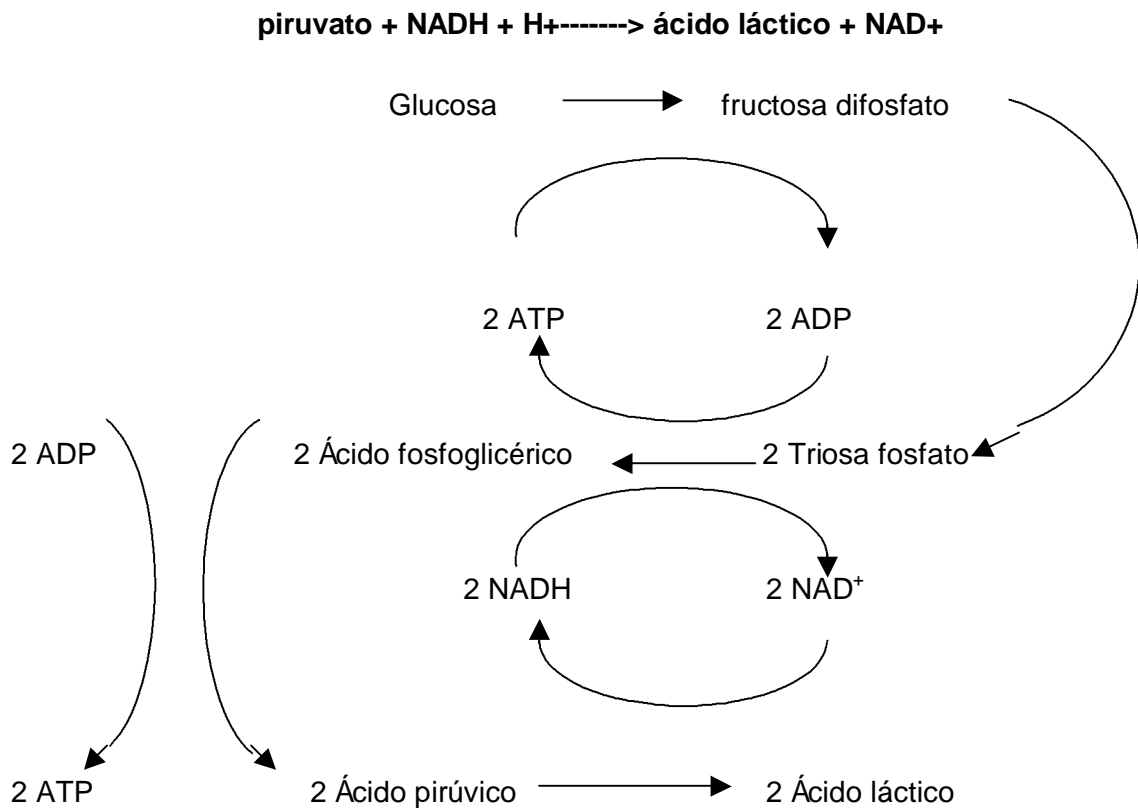 piruvato + NADH + H+-------> ácido láctico + NAD+
Glucosa fructosa difosfato
2 ATP 2 ADP
2 ADP 2 Ácido fosfoglicérico 2 Triosa fosfato
2 NADH 2 NAD⁺
2 ATP 2 Ácido pirúvico 2 Ácido láctico